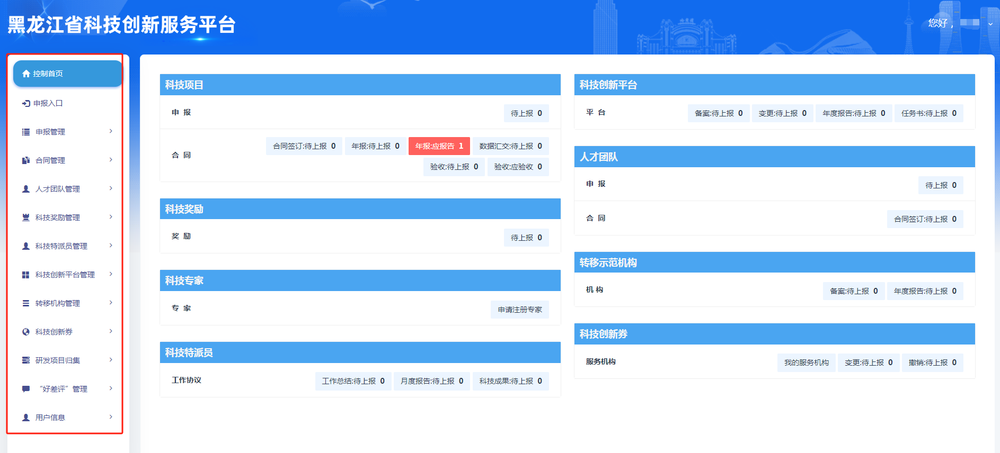 黑龙江省科技创新服务平台
您好，
控制首页
申报入口
申报管理
合同管理
人才团队管理
科技奖励管理
科技特派员管理
科技创新平台管理
转移机构管理
科技创新券
研发项目归集
“好差评”管理
用户信息
科技项目
申 报 待上报 0
合 同 合同签订:待上报 0 年报:待上报 0 年报:应报告 1 数据汇交:待上报 0
验收:待上报 0 验收:应验收 0
科技奖励
奖 励 待上报 0
科技专家
专 家 申请注册专家
科技特派员
工作协议 工作总结:待上报 0 月度报告:待上报 0 科技成果:待上报 0
科技创新平台
平 台 备案:待上报 0 变更:待上报 0 年度报告:待上报 0 任务书:待上报 0
人才团队
申 报 待上报 0
合 同 合同签订:待上报 0
转移示范机构
机 构 备案:待上报 0 年度报告:待上报 0
科技创新券
服务机构 我的服务机构 变更:待上报 0 撤销:待上报 0